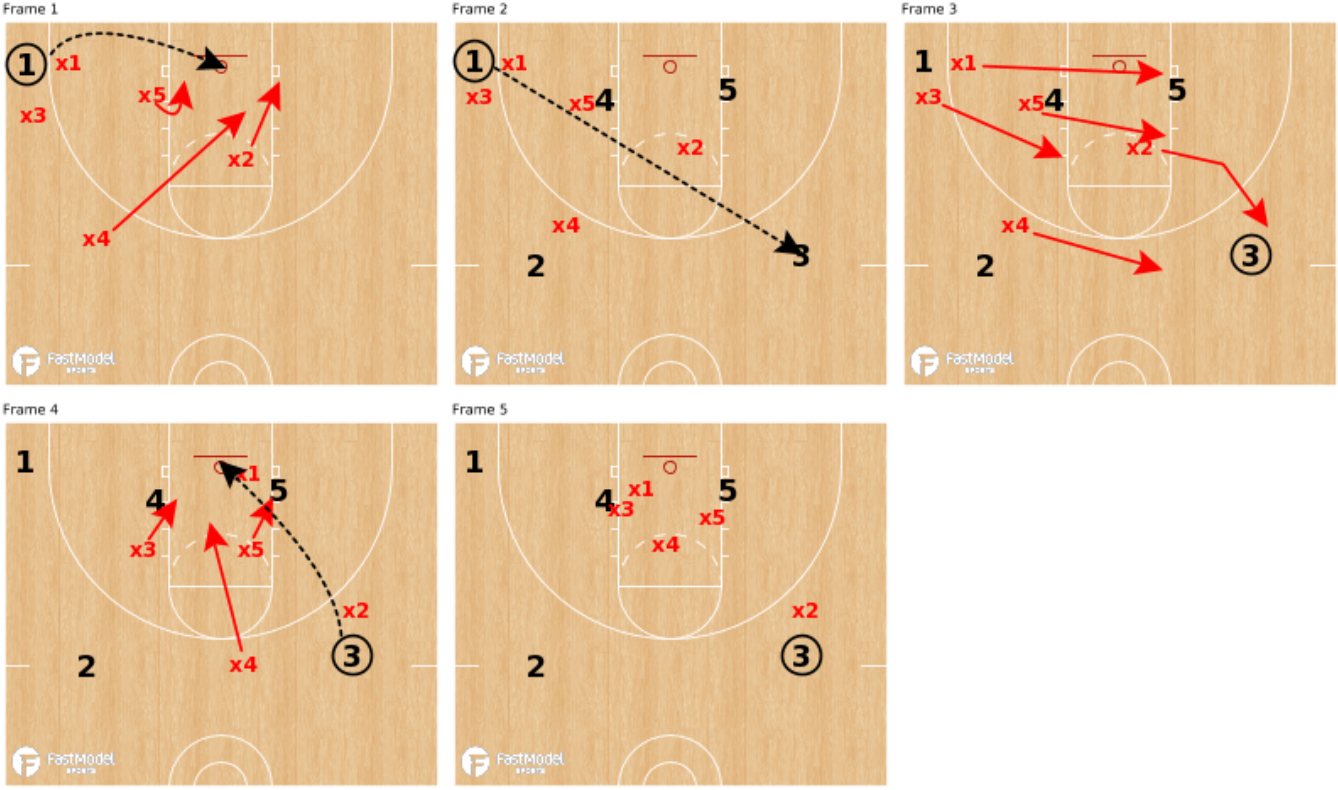 Frame 1
1
x1
x5
x3
x2
x4
FastModel
SPORTS
Frame 2
1
x1
x3
x5
4
5
x2
x4
2
3
Frame 3
1
x1
x3
x5
4
5
x2
x4
2
3
FastModel
SPORTS
FastModel
SPORTS
Frame 4
1
x1
4
5
x3
x5
x2
x4
2
3
FastModel
SPORTS
Frame 5
1
x1
4
5
x3
x5
x4
x2
2
3
FastModel
SPORTS